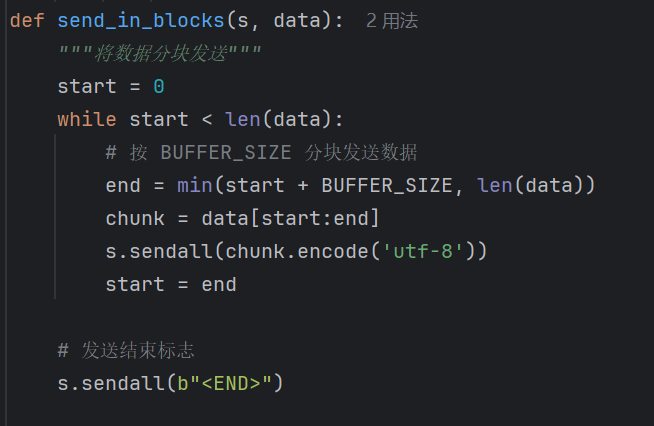 def send_in_blocks(s, data): 2 用法
    """将数据分块发送"""
    start = 0
    while start < len(data):
        # 按 BUFFER_SIZE 分块发送数据
        end = min(start + BUFFER_SIZE, len(data))
        chunk = data[start:end]
        s.sendall(chunk.encode('utf-8'))
        start = end

    # 发送结束标志
    s.sendall(b"<END>")